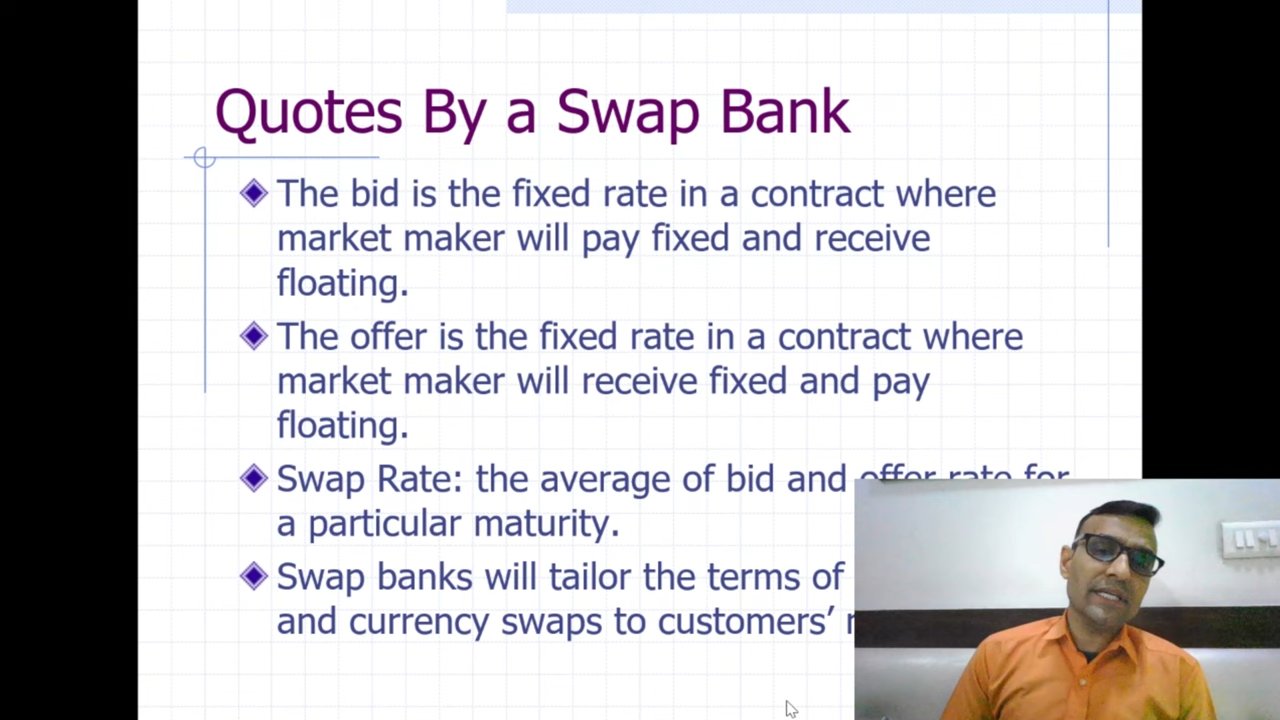 Quotes By a Swap Bank
The bid is the fixed rate in a contract where
market maker will pay fixed and receive
floating.
The offer is the fixed rate in a contract where
market maker will receive fixed and pay
floating.
Swap Rate: the average of bid and offer rate for
a particular maturity.
Swap banks will tailor the terms of
and currency swaps to customers’